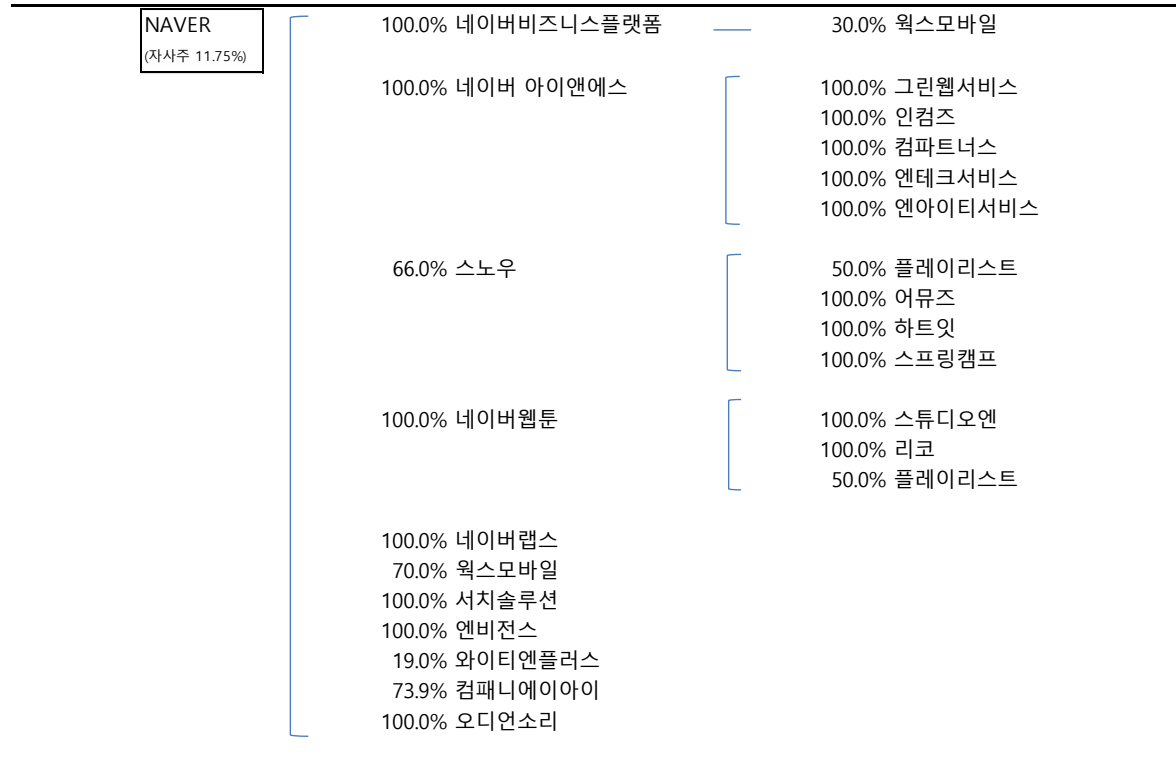 NAVER 100.0% 네이버비즈니스플랫폼 30.0% 웍스모바일
(자사주 11.75%)
100.0% 네이버 아이앤에스 100.0% 그린웹서비스
100.0% 인컴즈
100.0% 컴파트너스
100.0% 엔테크서비스
100.0% 엔아이티서비스
66.0% 스노우 50.0% 플레이리스트
100.0% 어뮤즈
100.0% 하트잇
100.0% 스프링캠프
100.0% 네이버웹툰 100.0% 스튜디오엔
100.0% 리코
50.0% 플레이리스트
100.0% 네이버랩스
70.0% 웍스모바일
100.0% 서치솔루션
100.0% 엔비전스
19.0% 와이티엔플러스
73.9% 컴패니에이아이
100.0% 오디언소리